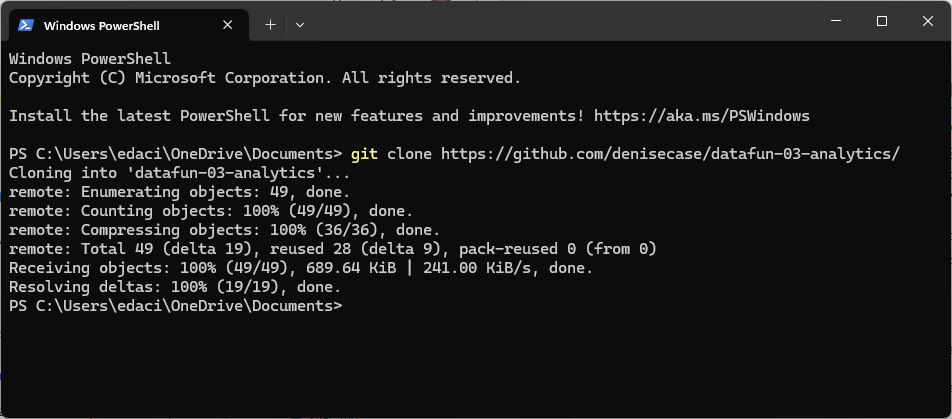 Windows PowerShell
Windows PowerShell
Copyright (C) Microsoft Corporation. All rights reserved.
Install the latest PowerShell for new features and improvements! https://aka.ms/PSWindows
PS C:\Users\edaci\OneDrive\Documents> git clone https://github.com/denisecase/datafun-03-analytics/
Cloning into 'datafun-03-analytics'...
remote: Enumerating objects: 49, done.
remote: Counting objects: 100% (49/49), done.
remote: Compressing objects: 100% (36/36), done.
remote: Total 49 (delta 19), reused 28 (delta 9), pack-reused 0 (from 0)
Receiving objects: 100% (49/49), 689.64 KiB | 241.00 KiB/s, done.
Resolving deltas: 100% (19/19), done.
PS C:\Users\edaci\OneDrive\Documents>